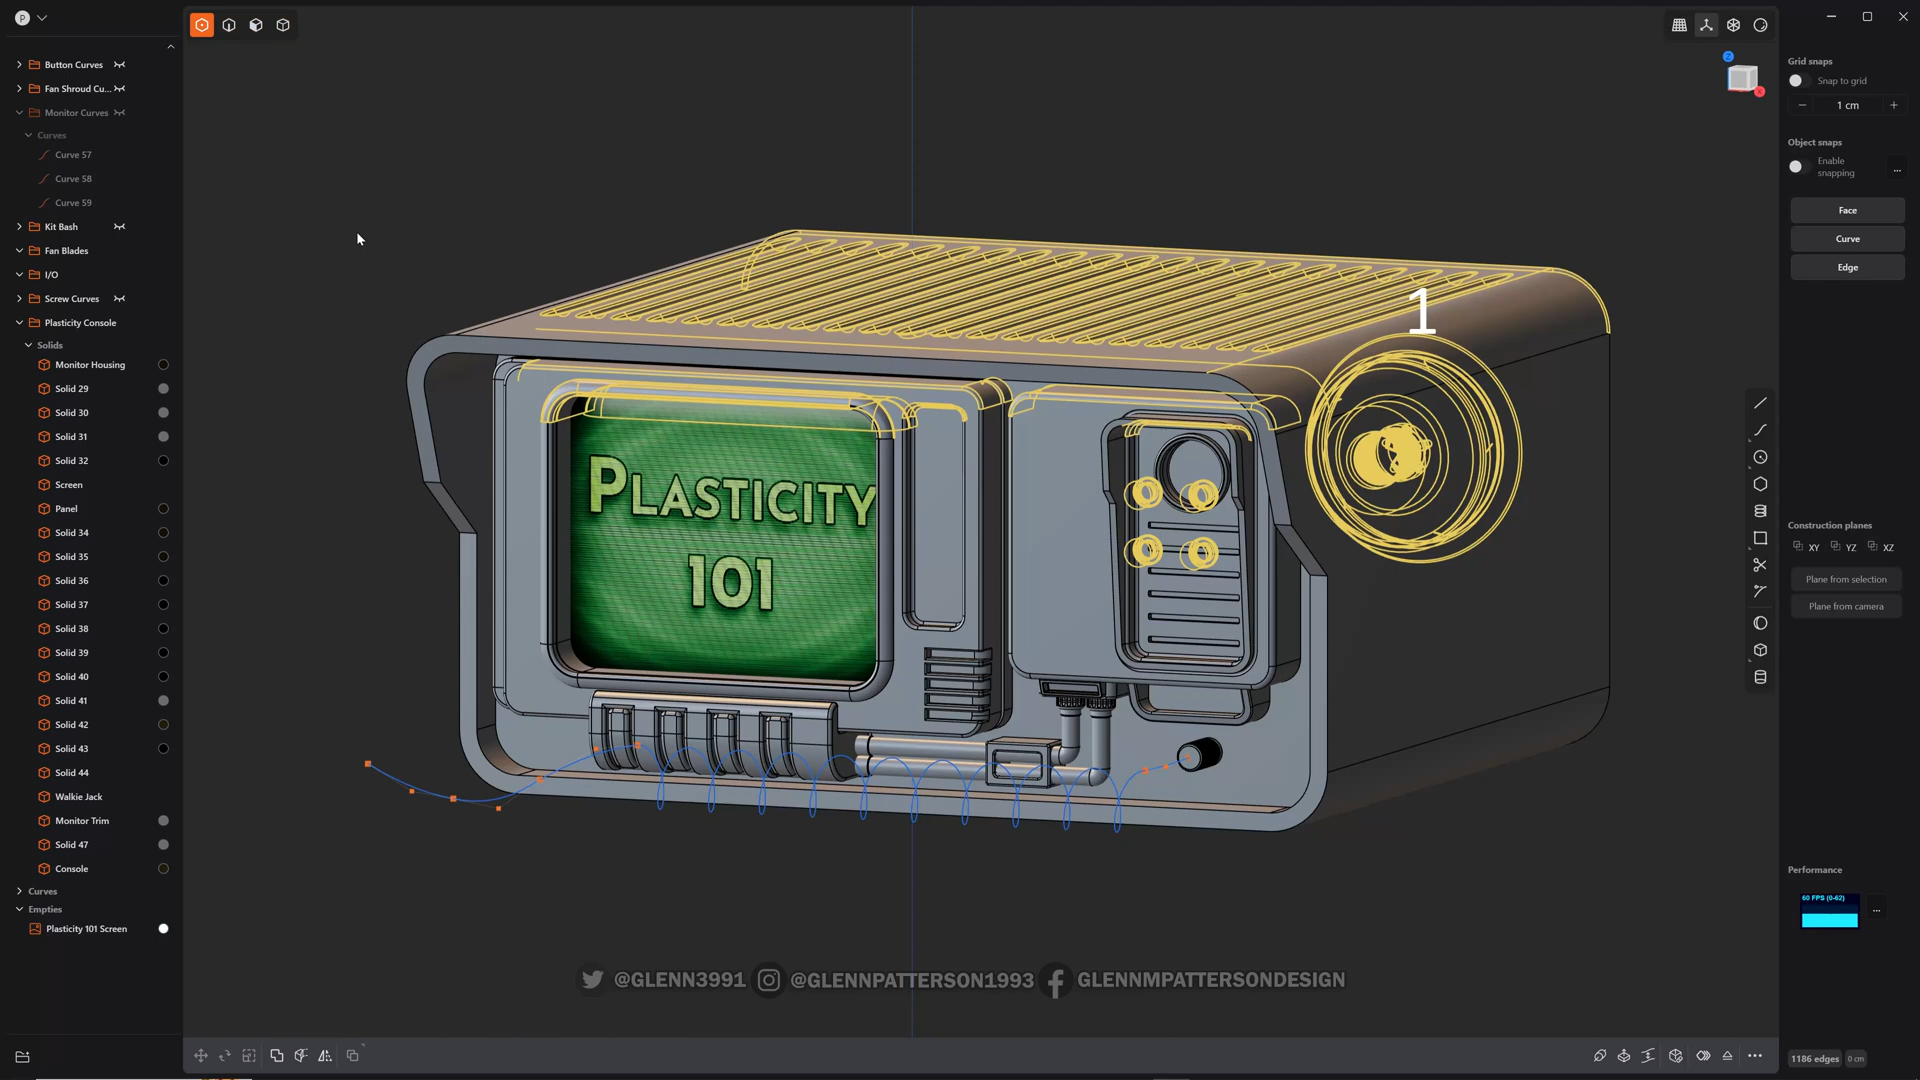 P
Button Curves
Fan Shroud Cu...
Monitor Curves
Curves
Curve 57
Curve 58
Curve 59
Kit Bash
Fan Blades
I/O
Screw Curves
Plasticity Console
Solids
Monitor Housing
Solid 29
Solid 30
Solid 31
Solid 32
Screen
Panel
Solid 34
Solid 35
Solid 36
Solid 37
Solid 38
Solid 39
Solid 40
Solid 41
Solid 42
Solid 43
Solid 44
Walkie Jack
Monitor Trim
Solid 47
Console
Curves
Empties
Plasticity 101 Screen
Z
X
1
PLASTICITY
101
@GLENN3991 @GLENNPATTERSON1993 GLENNMPATTERSONDESIGN
Grid snaps
Snap to grid
1 cm
Object snaps
Enable snapping
...
Face
Curve
Edge
Construction planes
XY YZ XZ
Plane from selection
Plane from camera
Performance
60 FPS (0-62)
...
1186 edges 0 cm